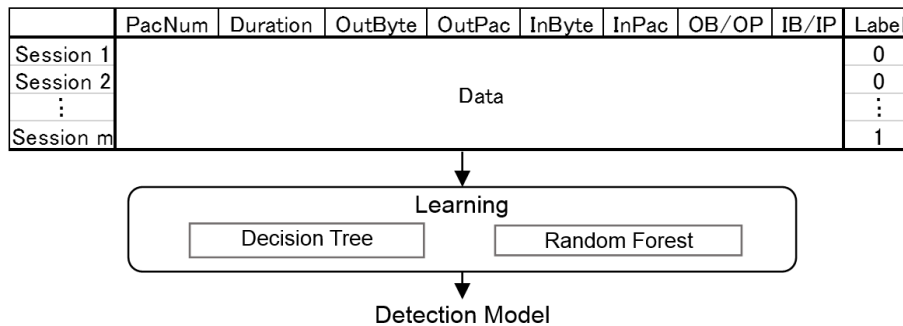 PacNum Duration OutByte OutPac InByte InPac OB/OP IB/IP Label
Session 1 0
Session 2 0
Data
⋮ ⋮
Session m 1
Learning
Decision Tree Random Forest
Detection Model